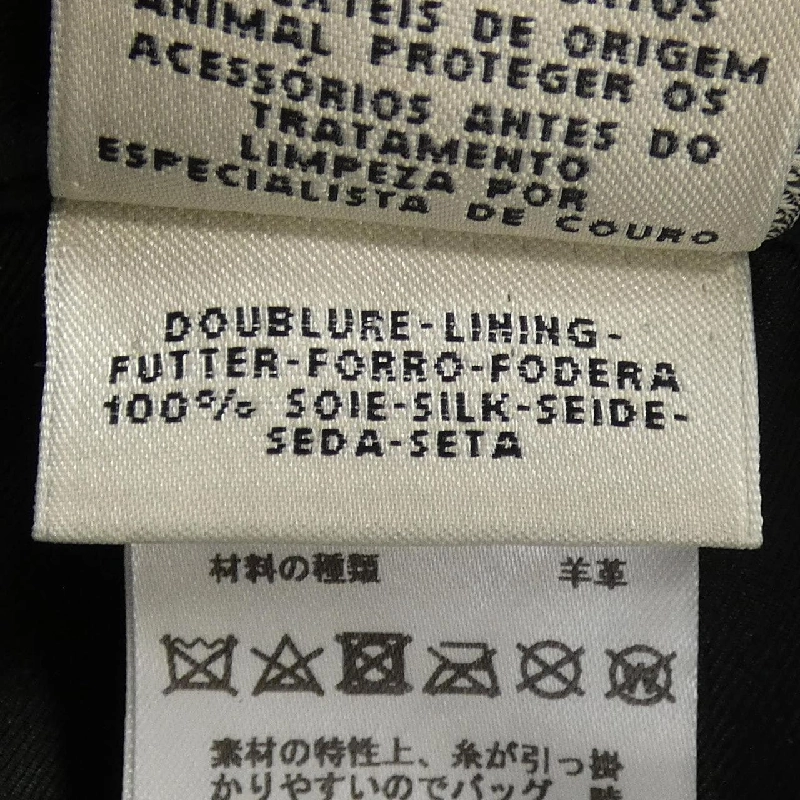 DE ORIGEM
ANIMAL PROTEGER OS
ACESSÓRIOS ANTES DO
TRATAMENTO
LIMPEZA POR
ESPECIALISTA DE COURO
DOUBLURE-LINING-
FUTTER-FORRO-FODERA
100% SOIE-SILK-SEIDE-
SEDA-SETA
材料の種類 羊革
W
素材の特性上、糸が引っ掛
かりやすいのでバッグ